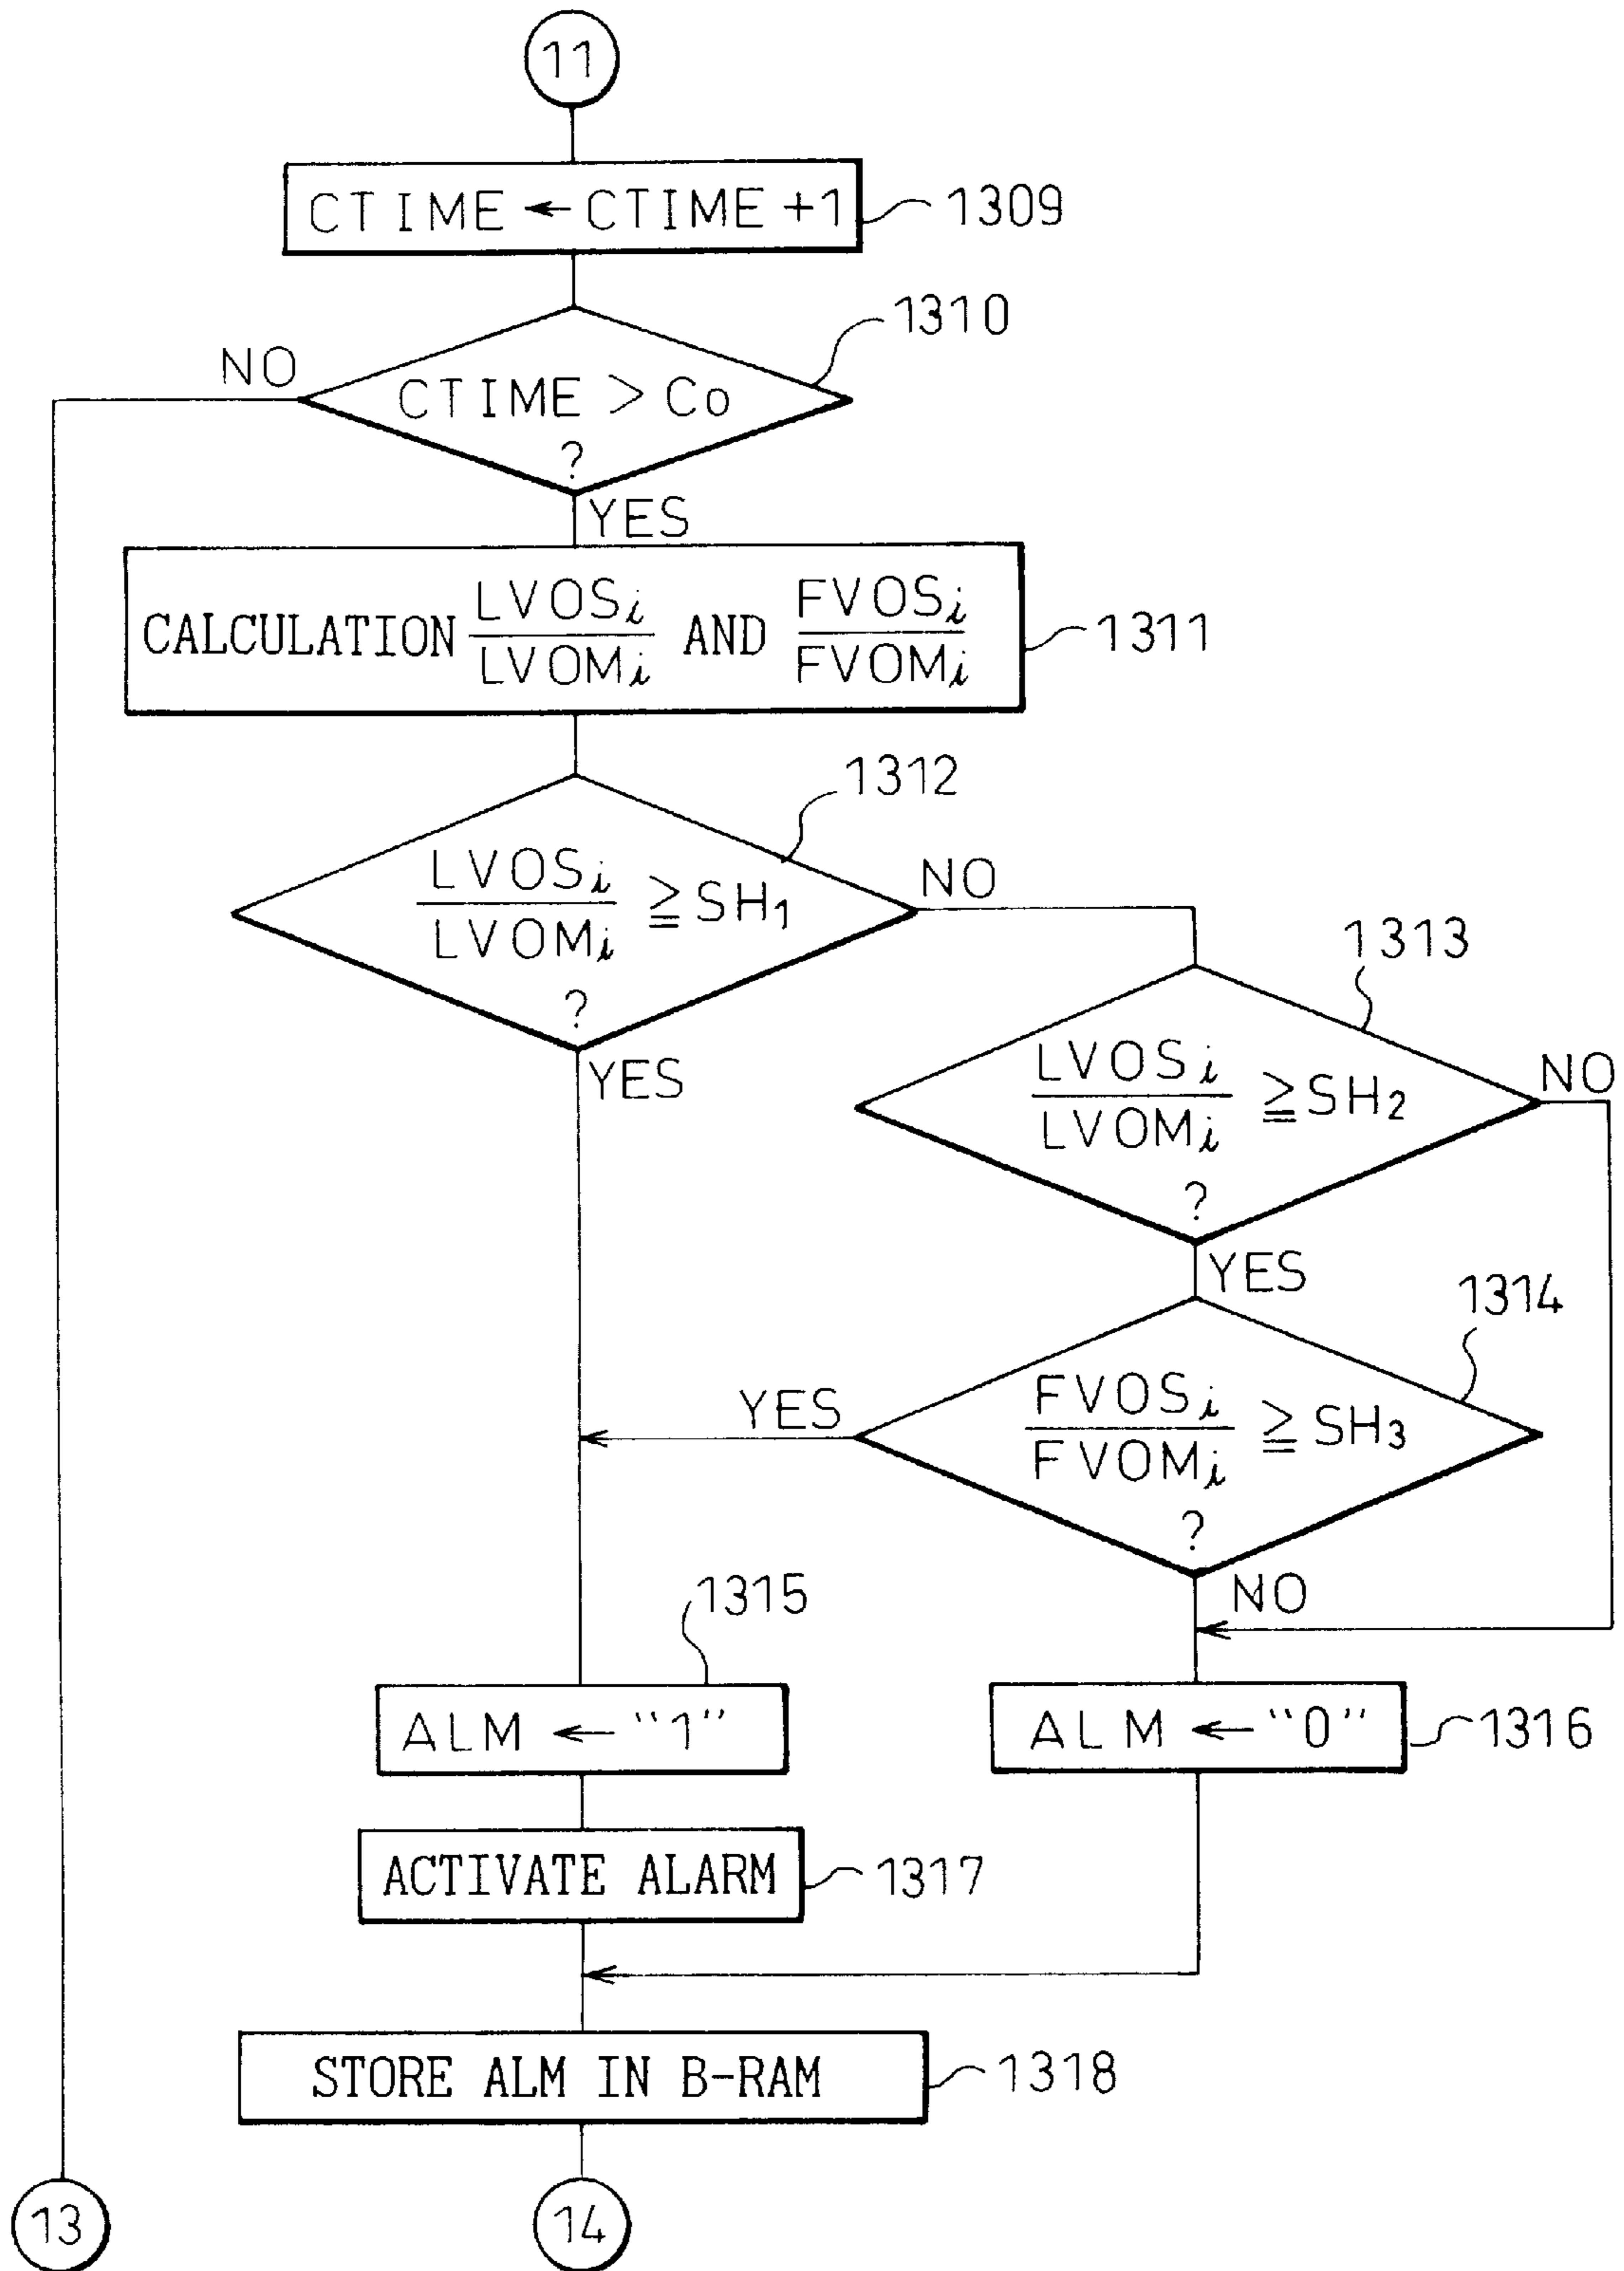 11
CTIME ← CTIME +1
1309
1310
NO
CTIME > Co
?
YES
CALCULATION LVOSi / LVOMi AND FVOSi / FVOMi
1311
1312
LVOSi / LVOMi ≧ SH1
?
NO
YES
1313
LVOSi / LVOMi ≧ SH2
?
NO
YES
1314
FVOSi / FVOMi ≧ SH3
?
YES
NO
1315
ALM ← "1"
ALM ← "0"
1316
ACTIVATE ALARM
1317
STORE ALM IN B-RAM
1318
13
14